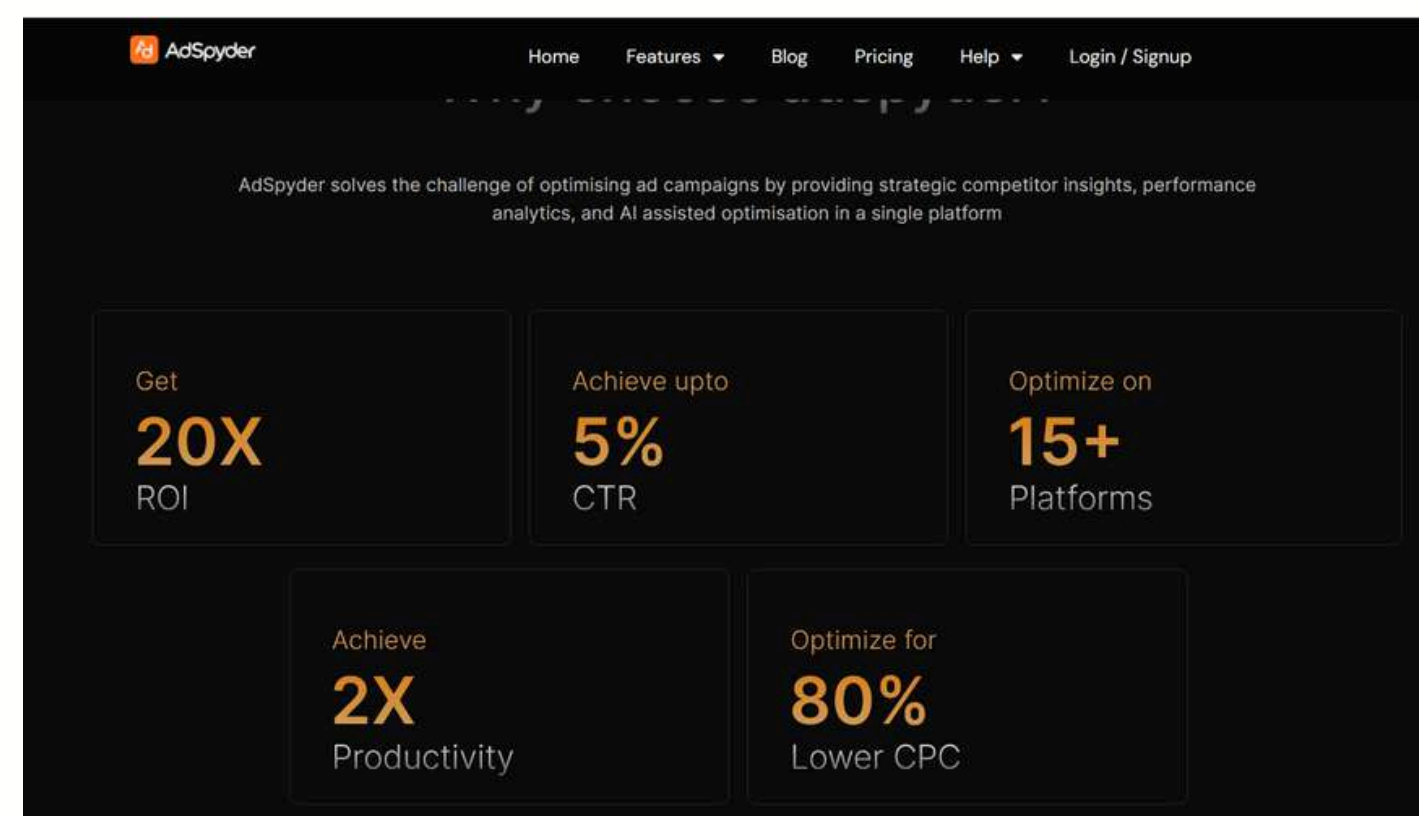 Ad AdSpyder
Home Features Blog Pricing Help Login / Signup
AdSpyder solves the challenge of optimising ad campaigns by providing strategic competitor insights, performance
analytics, and AI assisted optimisation in a single platform
Get
20X
ROI
Achieve upto
5%
CTR
Optimize on
15+
Platforms
Achieve
2X
Productivity
Optimize for
80%
Lower CPC